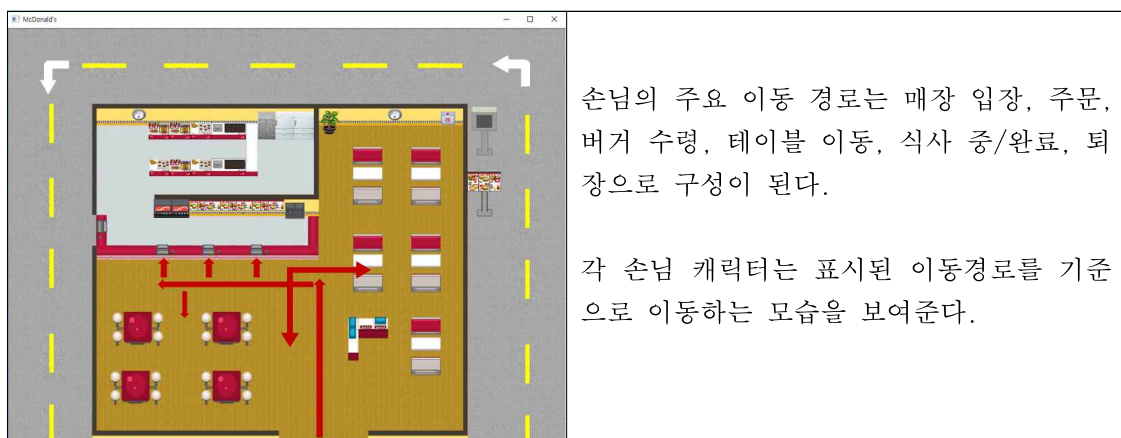 McDonald's
손님의 주요 이동 경로는 매장 입장, 주문,
버거 수령, 테이블 이동, 식사 중/완료, 퇴
장으로 구성이 된다.
각 손님 캐릭터는 표시된 이동경로를 기준
으로 이동하는 모습을 보여준다.